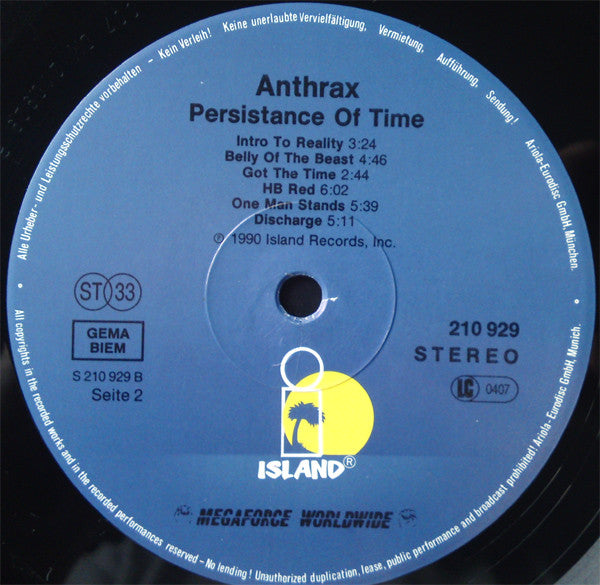 Alle Urheber- und Leistungsschutzrechte vorbehalten – Kein Verleih! Keine unerlaubte Vervielfältigung, Vermietung, Aufführung, Sendung! Ariola-Eurodisc GmbH, München.
Anthrax
Persistance Of Time
Intro To Reality 3:24
Belly Of The Beast 4:46
Got The Time 2:44
HB Red 6:02
One Man Stands 5:39
Discharge 5:11
℗ 1990 Island Records, Inc.
ST 33
GEMA
BIEM
S 210 929 B
Seite 2
210 929
STEREO
LC 0407
ISLAND®
MEGAFORCE WORLDWIDE
All copyrights in the recorded works and in the recorded performances reserved - No lending! Unauthorized duplication, lease, public performance and broadcast prohibited! Ariola-Eurodisc GmbH, Munich.